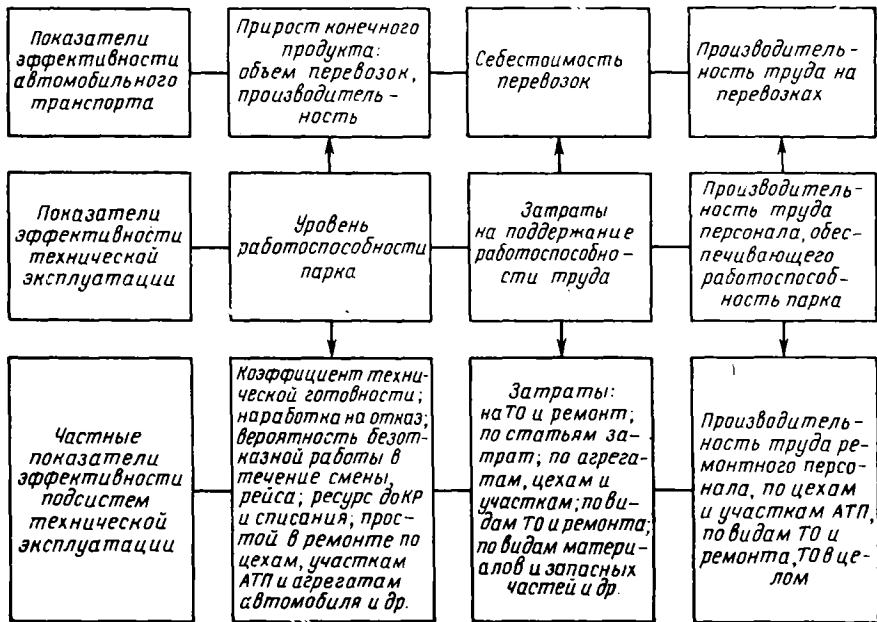 Показатели
эффективности
автомобильного
транспорта
Прирост конечного
продукта:
объем перевозок,
производитель-
ность
Себестоимость
перевозок
Производитель-
ность труда на
перевозках
Показатели
эффективности
технической
эксплуатации
Уровень
работоспособности
парка
Затраты
на поддержание
работоспособно-
сти труда
Производитель-
ность труда
персонала, обес-
печивающего
работоспособ-
ность парка
Частные
показатели
эффективности
подсистем
технической
эксплуатации
Коэффициент техни-
ческой готовности;
наработка на отказ;
вероятность безот-
казной работы в
течение смены,
рейса; ресурс до КР
и списания; прос-
той в ремонте по
цехам, участкам
АТП и агрегатам
автомобиля и др.
Затраты:
на ТО и ремонт;
по статьям за-
трат; по агрега-
там, цехам и
участкам; по ви-
дам ТО и ремонта;
по видам матери-
алов и запасных
частей и др.
Производитель-
ность труда ре-
монтного персо-
нала, по цехам
и участкам АТП,
по видам ТО и
ремонта, ТО в це-
лом